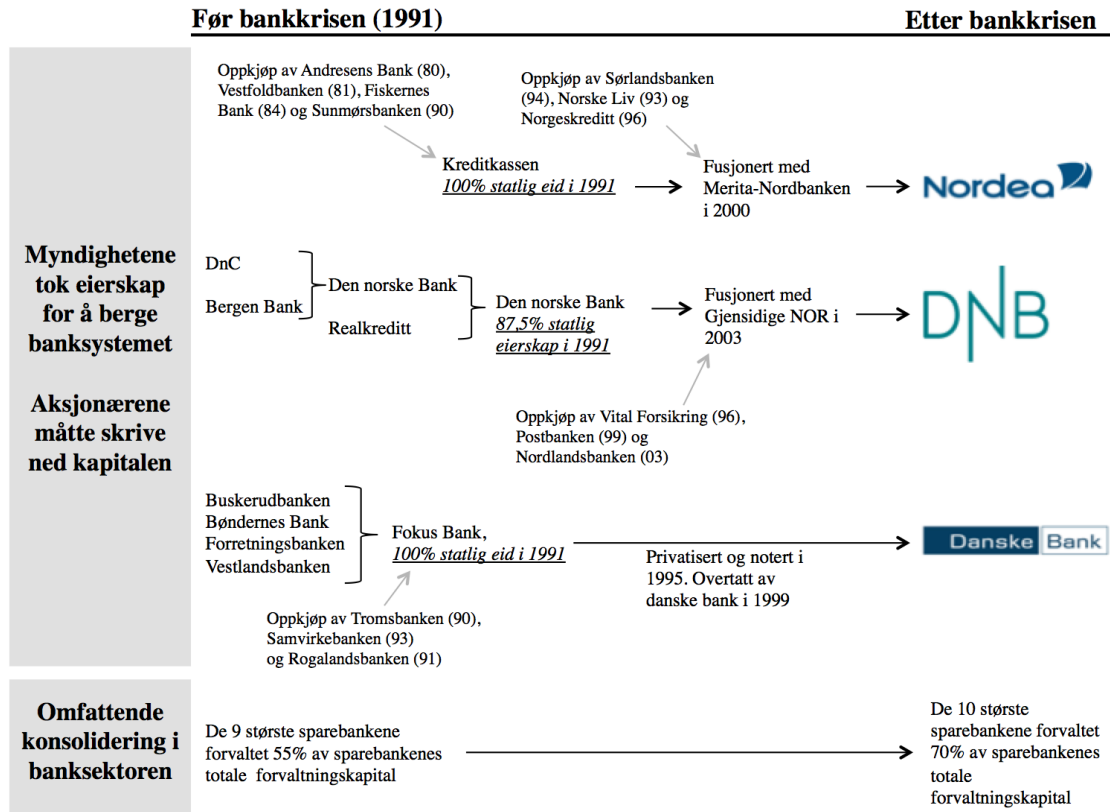 Før bankkrisen (1991)
Etter bankkrisen
Oppkjøp av Andresens Bank (80),
Vestfoldbanken (81), Fiskernes
Bank (84) og Sunmørsbanken (90)
Oppkjøp av Sørlandsbanken
(94), Norske Liv (93) og
Norgeskreditt (96)
Kreditkassen
100% statlig eid i 1991
Fusjonert med
Merita-Nordbanken
i 2000
Nordea
Myndighetene
tok eierskap
for å berge
banksystemet
Aksjonærene
måtte skrive
ned kapitalen
DnC
Bergen Bank
Den norske Bank
Realkreditt
Den norske Bank
87,5% statlig
eierskap i 1991
Fusjonert med
Gjensidige NOR i
2003
DNB
Oppkjøp av Vital Forsikring (96),
Postbanken (99) og
Nordlandsbanken (03)
Buskerudbanken
Bøndernes Bank
Forretningsbanken
Vestlandsbanken
Fokus Bank,
100% statlig eid i 1991
Privatisert og notert i
1995. Overtatt av
danske bank i 1999
Danske Bank
Oppkjøp av Tromsbanken (90),
Samvirkebanken (93)
og Rogalandsbanken (91)
Omfattende
konsolidering i
banksektoren
De 9 største sparebankene
forvaltet 55% av sparebankenes
totale forvaltningskapital
De 10 største
sparebankene forvaltet
70% av sparebankenes
totale
forvaltningskapital